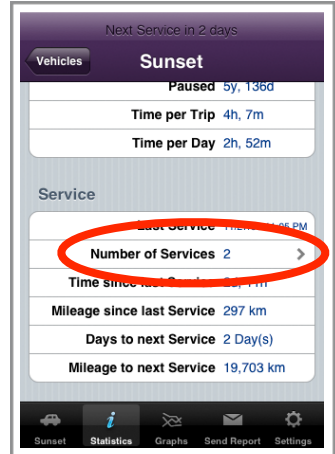 Next Service in 2 days
Vehicles Sunset
Paused 5y, 136d
Time per Trip 4h, 7m
Time per Day 2h, 52m
Service
Last Service PM
Number of Services 2
Time since last Service
Mileage since last Service 297 km
Days to next Service 2 Day(s)
Mileage to next Service 19,703 km
Sunset Statistics Graphs Send Report Settings